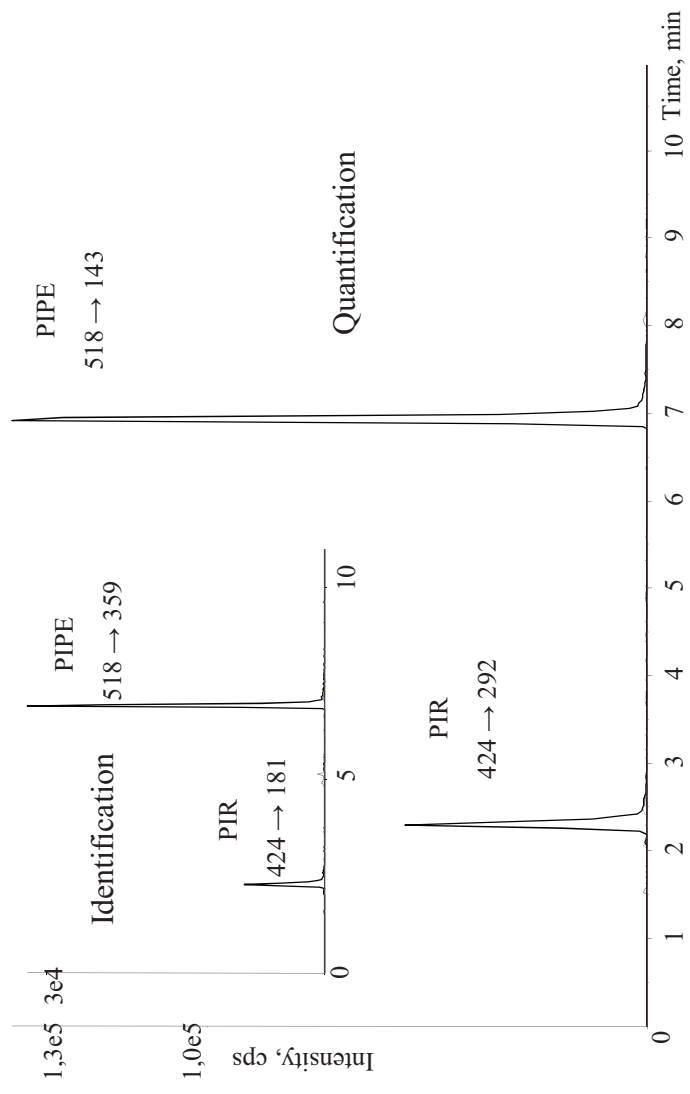 1,3e5
3e4
Identification
PIPE
518 → 359
PIR
424 → 181
0
5
10
PIPE
518 → 143
Quantification
1,0e5
Intensity, cps
PIR
424 → 292
0
1
2
3
4
5
6
7
8
9
10
Time, min